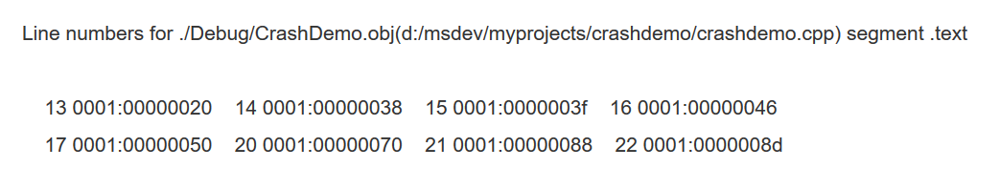 Line numbers for ./Debug/CrashDemo.obj(d:/msdev/myprojects/crashdemo/crashdemo.cpp) segment .text
13 0001:00000020 14 0001:00000038 15 0001:0000003f 16 0001:00000046
17 0001:00000050 20 0001:00000070 21 0001:00000088 22 0001:0000008d